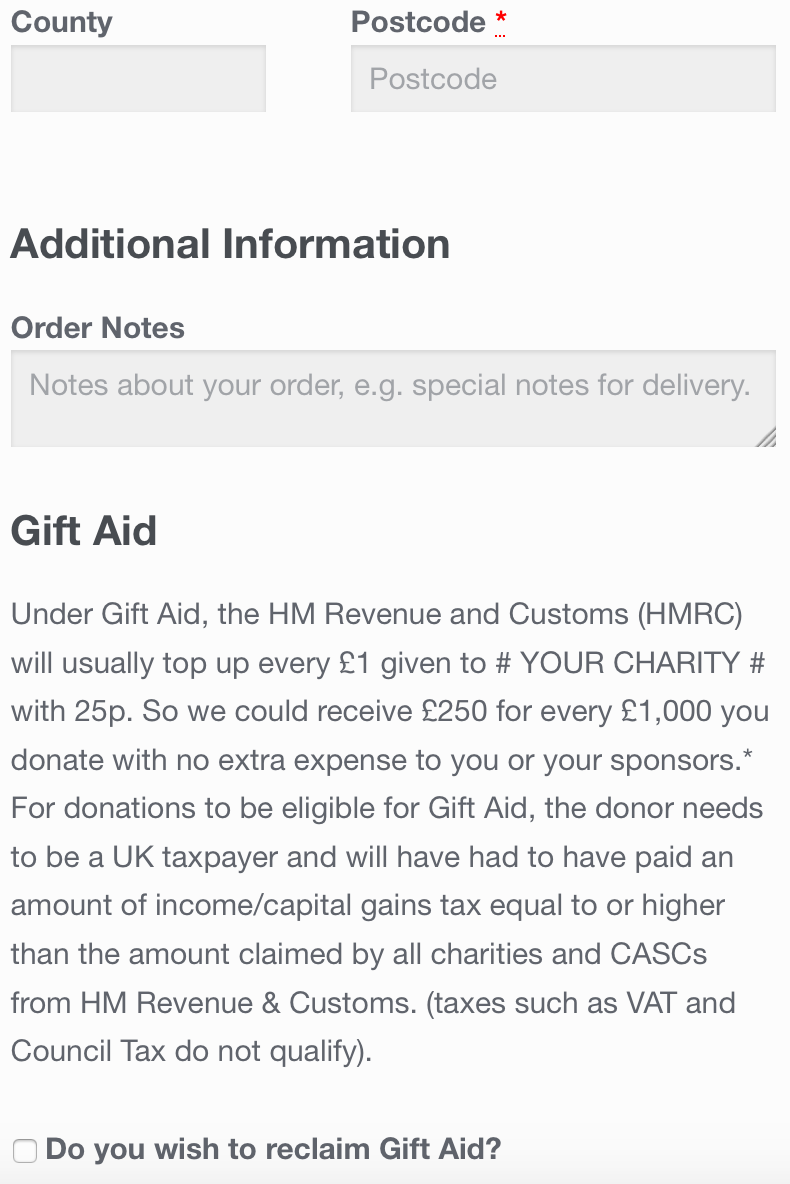 County
Postcode *
Postcode
Additional Information
Order Notes
Notes about your order, e.g. special notes for delivery.
Gift Aid
Under Gift Aid, the HM Revenue and Customs (HMRC)
will usually top up every £1 given to # YOUR CHARITY #
with 25p. So we could receive £250 for every £1,000 you
donate with no extra expense to you or your sponsors.*
For donations to be eligible for Gift Aid, the donor needs
to be a UK taxpayer and will have had to have paid an
amount of income/capital gains tax equal to or higher
than the amount claimed by all charities and CASCs
from HM Revenue & Customs. (taxes such as VAT and
Council Tax do not qualify).
Do you wish to reclaim Gift Aid?